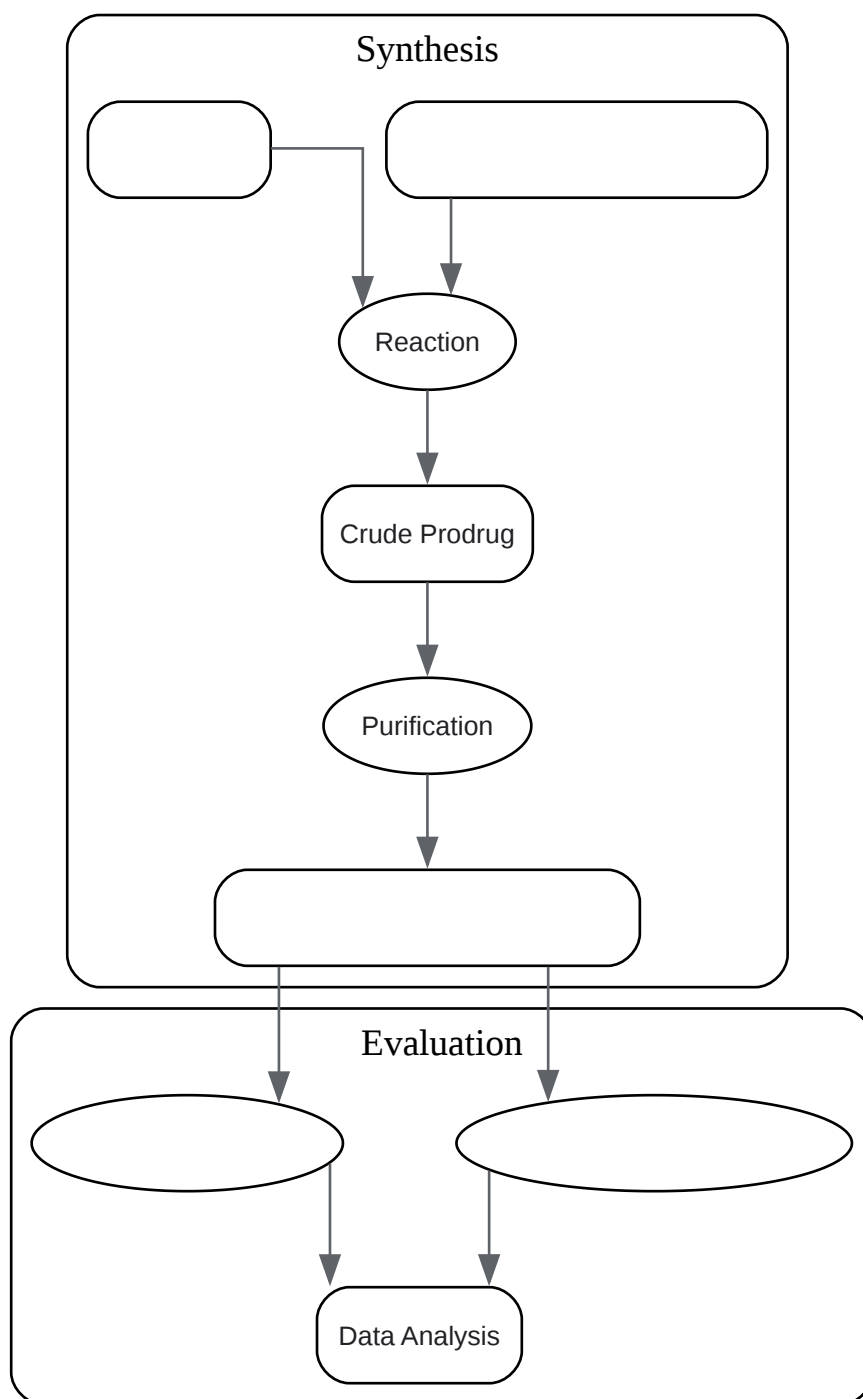 Synthesis
Reaction
Crude Prodrug
Purification
Evaluation
Data Analysis